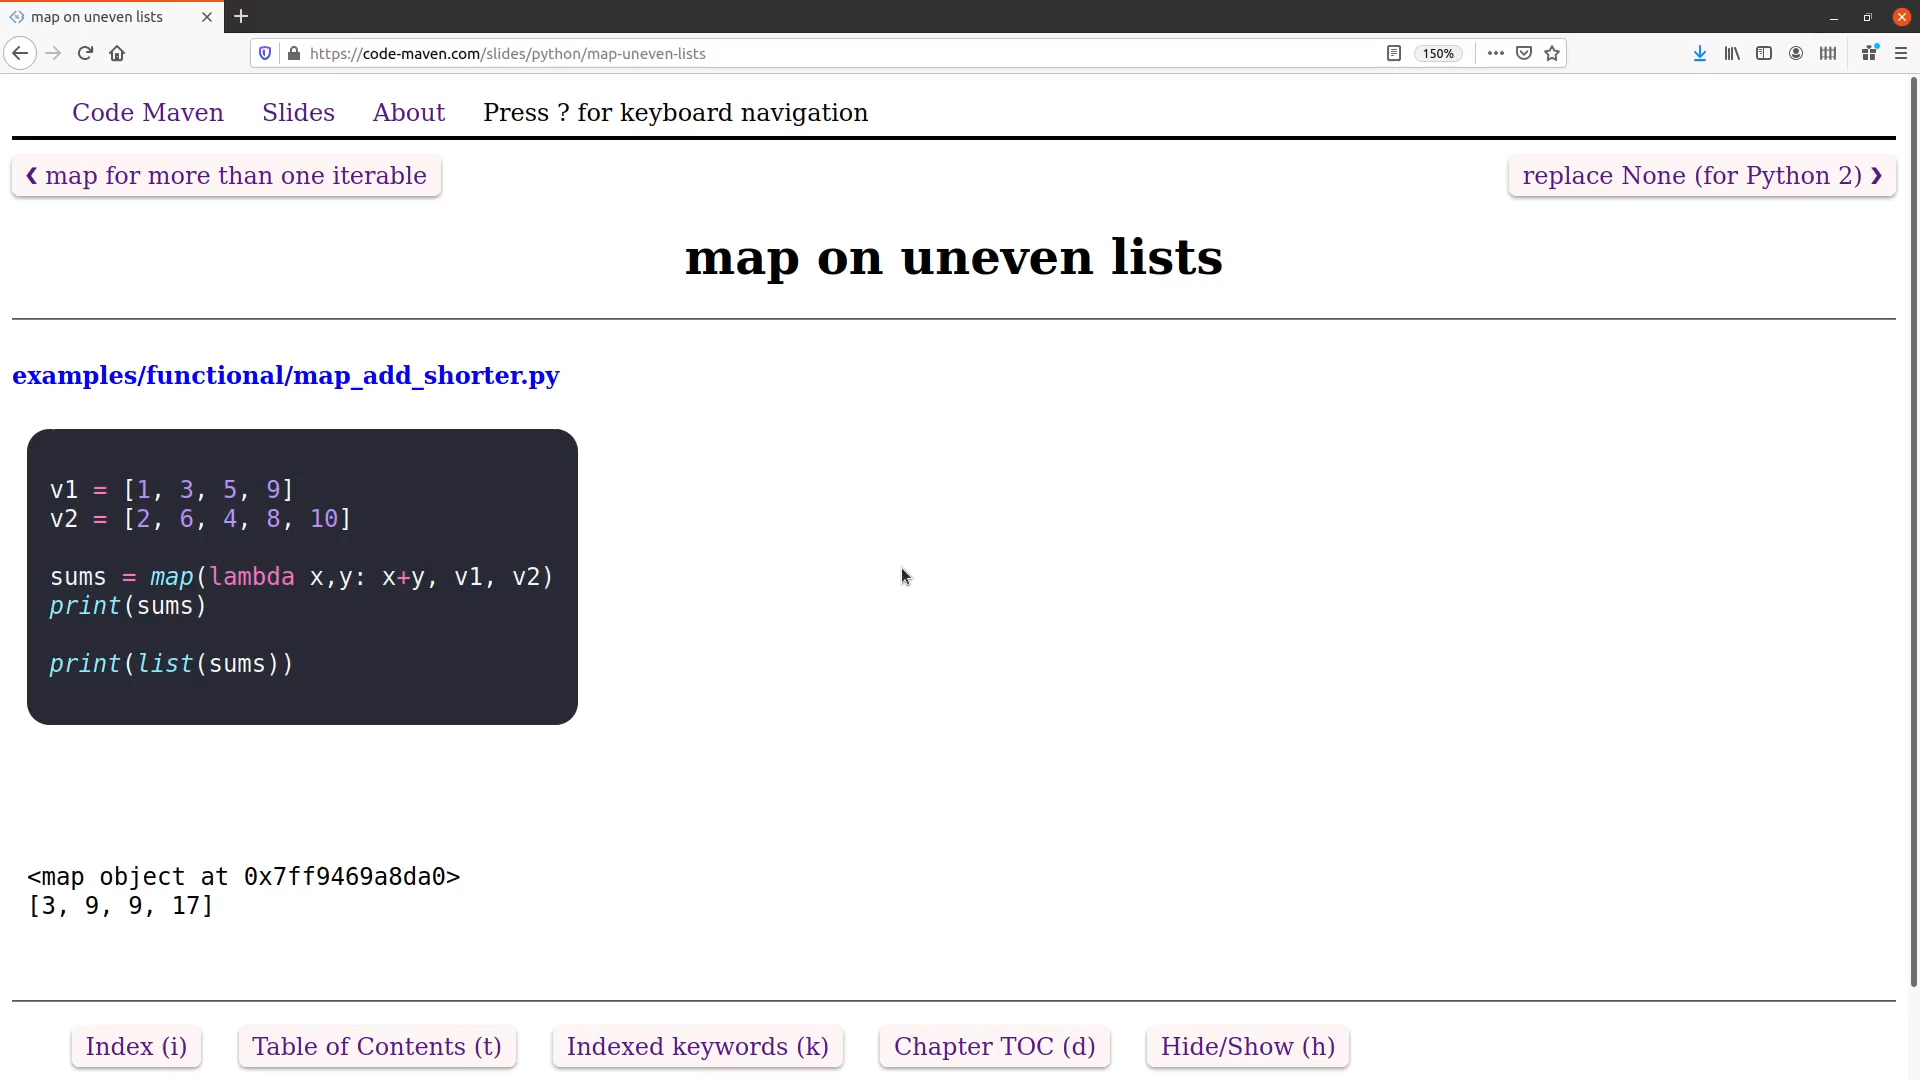 map on uneven lists
https://code-maven.com/slides/python/map-uneven-lists
150%
Code Maven Slides About Press ? for keyboard navigation
❮ map for more than one iterable
replace None (for Python 2) ❯
map on uneven lists
examples/functional/map_add_shorter.py
v1 = [1, 3, 5, 9]
v2 = [2, 6, 4, 8, 10]
sums = map(lambda x,y: x+y, v1, v2)
print(sums)
print(list(sums))
<map object at 0x7ff9469a8da0>
[3, 9, 9, 17]
Index (i) Table of Contents (t) Indexed keywords (k) Chapter TOC (d) Hide/Show (h)